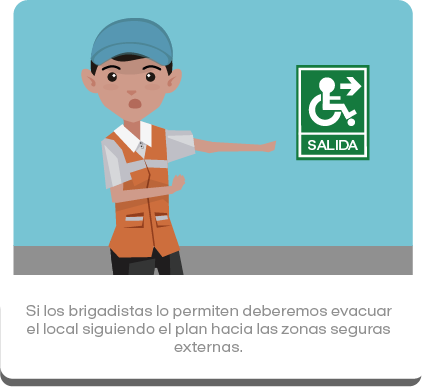 SALIDA
Si los brigadistas lo permiten deberemos evacuar
el local siguiendo el plan hacia las zonas seguras
externas.